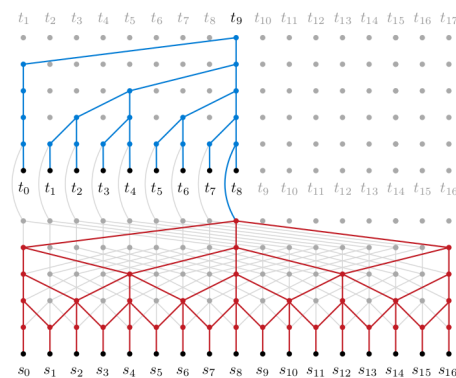 t₁ t₂ t₃ t₄ t₅ t₆ t₇ t₈ t₉ t₁₀ t₁₁ t₁₂ t₁₃ t₁₄ t₁₅ t₁₆ t₁₇
t₀ t₁ t₂ t₃ t₄ t₅ t₆ t₇ t₈ t₉ t₁₀ t₁₁ t₁₂ t₁₃ t₁₄ t₁₅ t₁₆
s₀ s₁ s₂ s₃ s₄ s₅ s₆ s₇ s₈ s₉ s₁₀ s₁₁ s₁₂ s₁₃ s₁₄ s₁₅ s₁₆